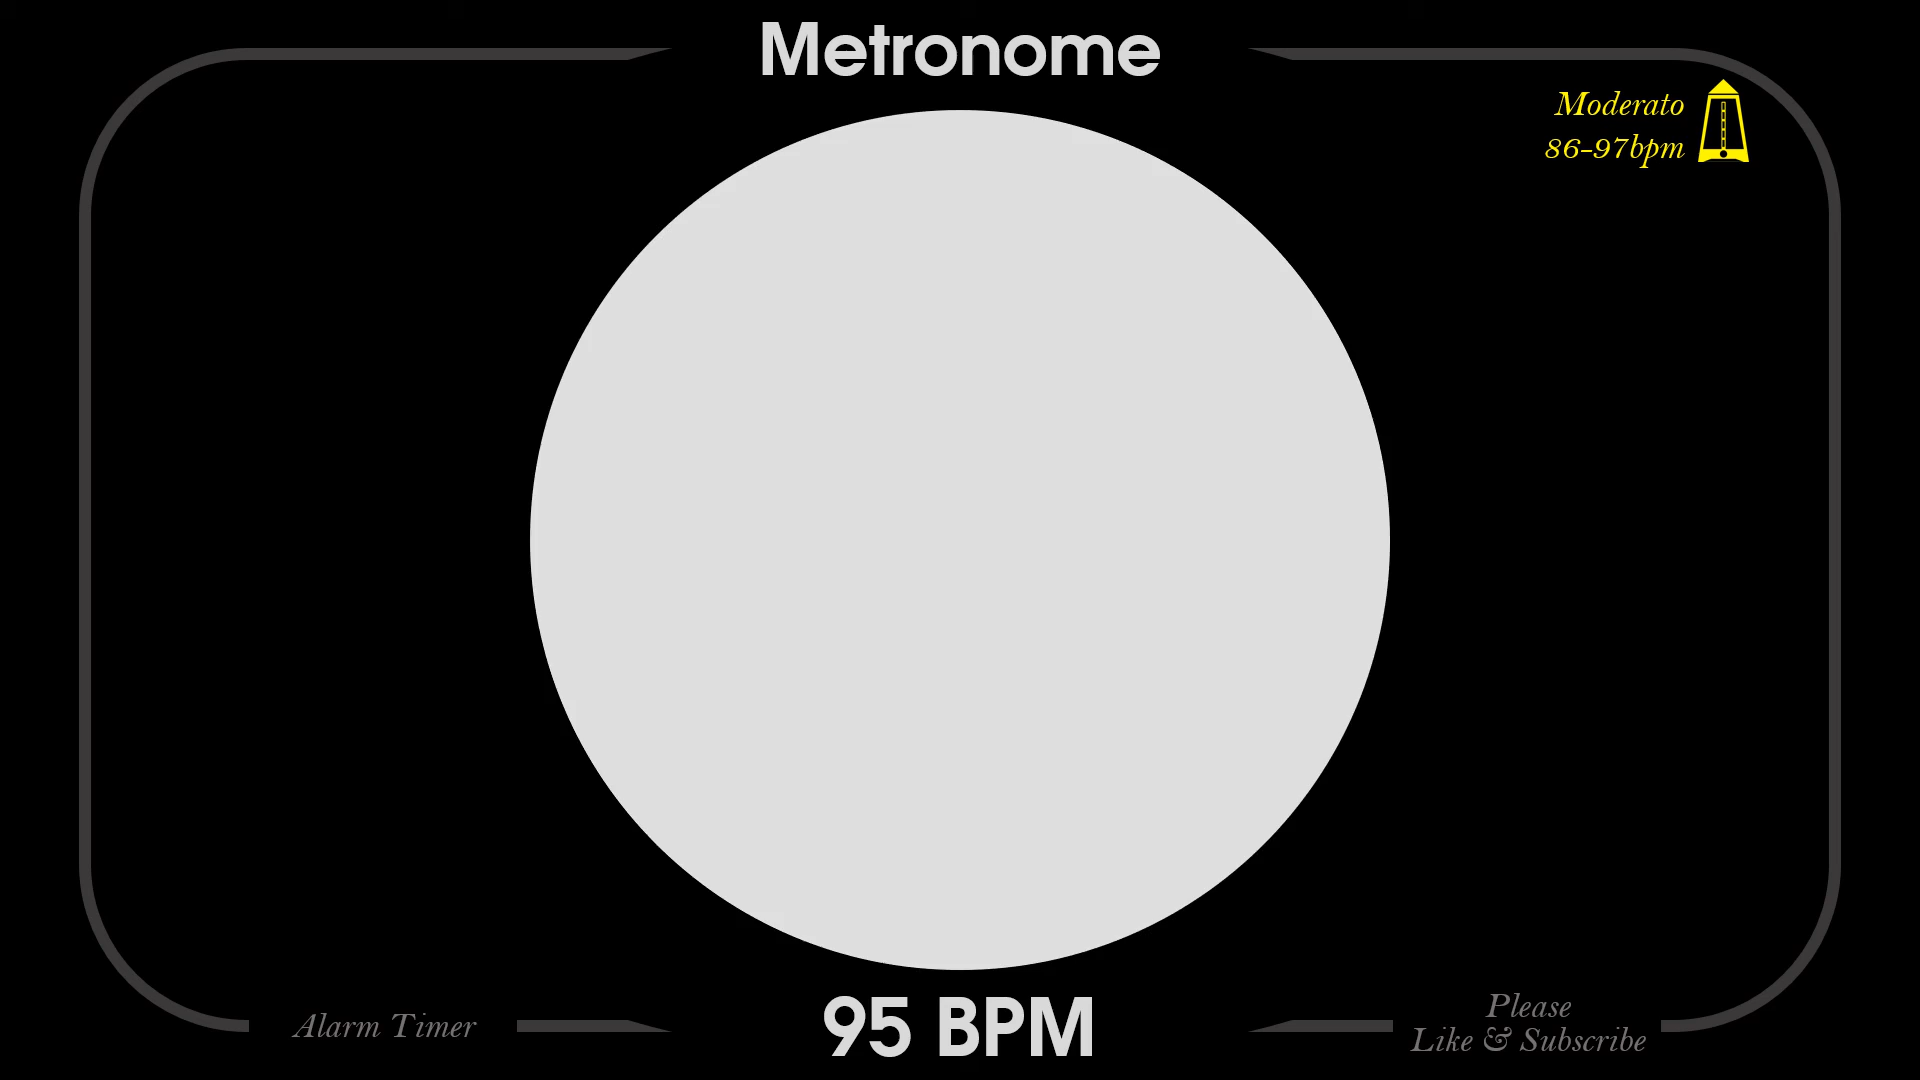 Metronome
Moderato
86-97bpm
95 BPM
Alarm Timer
Please
Like & Subscribe